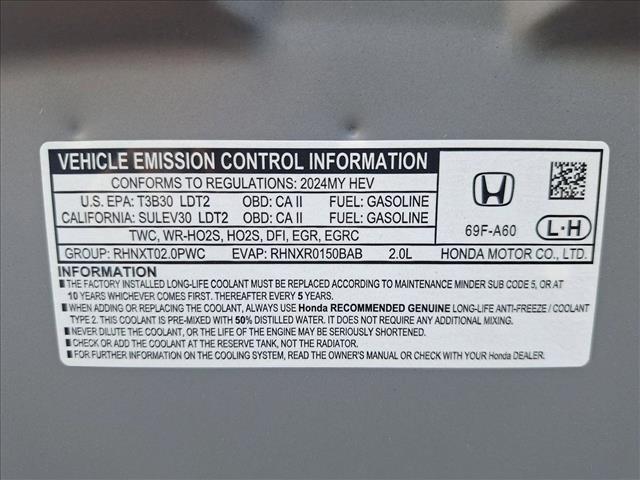 VEHICLE EMISSION CONTROL INFORMATION
CONFORMS TO REGULATIONS: 2024MY HEV
U.S. EPA: T3B30 LDT2 OBD: CA II FUEL: GASOLINE
CALIFORNIA: SULEV30 LDT2 OBD: CA II FUEL: GASOLINE
TWC, WR-HO2S, HO2S, DFI, EGR, EGRC
GROUP: RHNXT02.0PWC EVAP: RHNXR0150BAB 2.0L
69F-A60
L-H
HONDA MOTOR CO., LTD.
INFORMATION
■ THE FACTORY INSTALLED LONG-LIFE COOLANT MUST BE REPLACED ACCORDING TO MAINTENANCE MINDER SUB CODE 5, OR AT
10 YEARS WHICHEVER COMES FIRST. THEREAFTER EVERY 5 YEARS.
■ WHEN ADDING OR REPLACING THE COOLANT, ALWAYS USE Honda RECOMMENDED GENUINE LONG-LIFE ANTI-FREEZE / COOLANT
TYPE 2. THIS COOLANT IS PRE-MIXED WITH 50% DISTILLED WATER. IT DOES NOT REQUIRE ANY ADDITIONAL MIXING.
■ NEVER DILUTE THE COOLANT, OR THE LIFE OF THE ENGINE MAY BE SERIOUSLY SHORTENED.
■ ADD THE COOLANT AT THE RESERVE TANK, NOT THE RADIATOR.
■ FOR FURTHER INFORMATION ON THE COOLING SYSTEM, READ THE OWNER'S MANUAL OR CHECK WITH YOUR Honda DEALER.